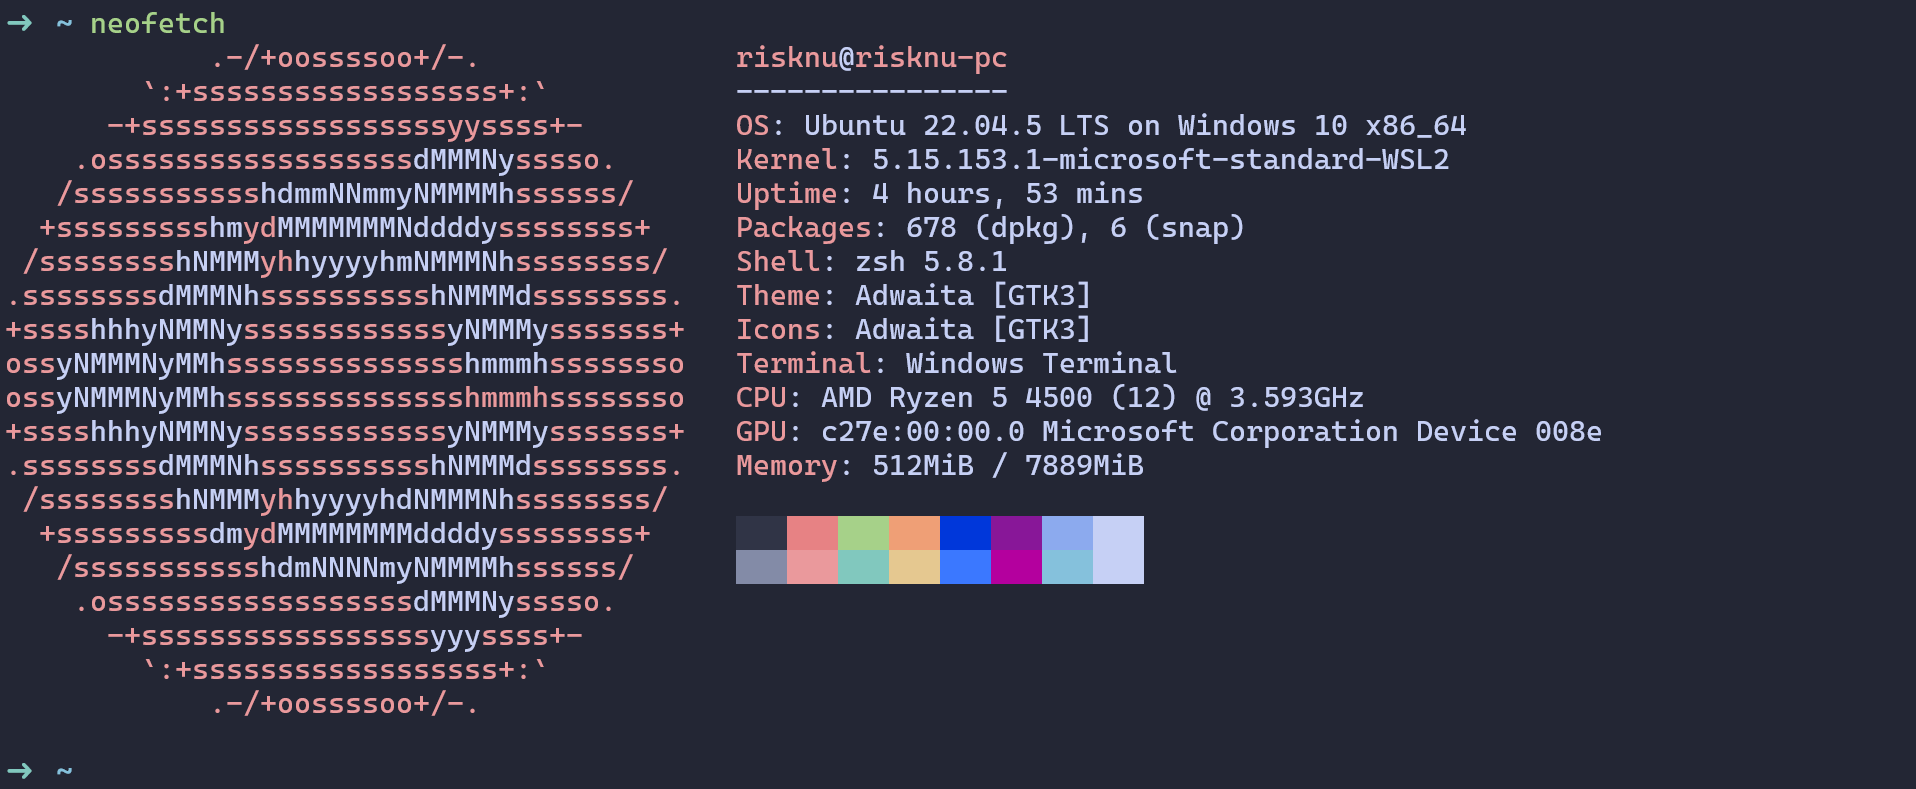 ➜  ~ neofetch
            .-/+oossssoo+/-.               risknu@risknu-pc
        `:+ssssssssssssssssss+:`           ----------------
      -+ssssssssssssssssssyyssss+-         OS: Ubuntu 22.04.5 LTS on Windows 10 x86_64
    .ossssssssssssssssssdMMMNysssso.       Kernel: 5.15.153.1-microsoft-standard-WSL2
   /ssssssssssshdmmNNmmyNMMMMhssssss/      Uptime: 4 hours, 53 mins
  +ssssssssshmydMMMMMMMNddddyssssssss+     Packages: 678 (dpkg), 6 (snap)
 /sssssssshNMMMyhhyyyyhmNMMMNhssssssss/    Shell: zsh 5.8.1
.ssssssssdMMMNhsssssssssshNMMMdssssssss.   Theme: Adwaita [GTK3]
+sssshhhyNMMNyssssssssssssyNMMMysssssss+   Icons: Adwaita [GTK3]
ossyNMMMNyMMhsssssssssssssshmmmhssssssso   Terminal: Windows Terminal
ossyNMMMNyMMhsssssssssssssshmmmhssssssso   CPU: AMD Ryzen 5 4500 (12) @ 3.593GHz
+sssshhhyNMMNyssssssssssssyNMMMysssssss+   GPU: c27e:00:00.0 Microsoft Corporation Device 008e
.ssssssssdMMMNhsssssssssshNMMMdssssssss.   Memory: 512MiB / 7889MiB
 /sssssssshNMMMyhhyyyyhdNMMMNhssssssss/
  +sssssssssdmydMMMMMMMMddddyssssssss+
   /ssssssssssshdmNNNNmyNMMMMhssssss/
    .ossssssssssssssssssdMMMNysssso.
      -+sssssssssssssssssyyyssss+-
        `:+ssssssssssssssssss+:`
            .-/+oossssoo+/-.
➜  ~